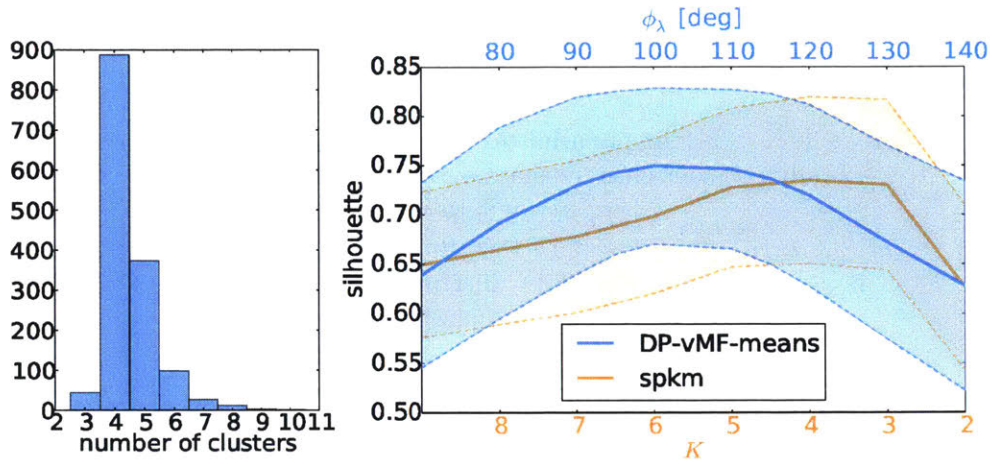 900
800
700
600
500
400
300
200
100
0
2 3 4 5 6 7 8 9 10 11
number of clusters
ϕλ [deg]
80 90 100 110 120 130 140
0.85
0.80
0.75
0.70
0.65
0.60
0.55
0.50
silhouette
DP-vMF-means
spkm
8 7 6 5 4 3 2
K